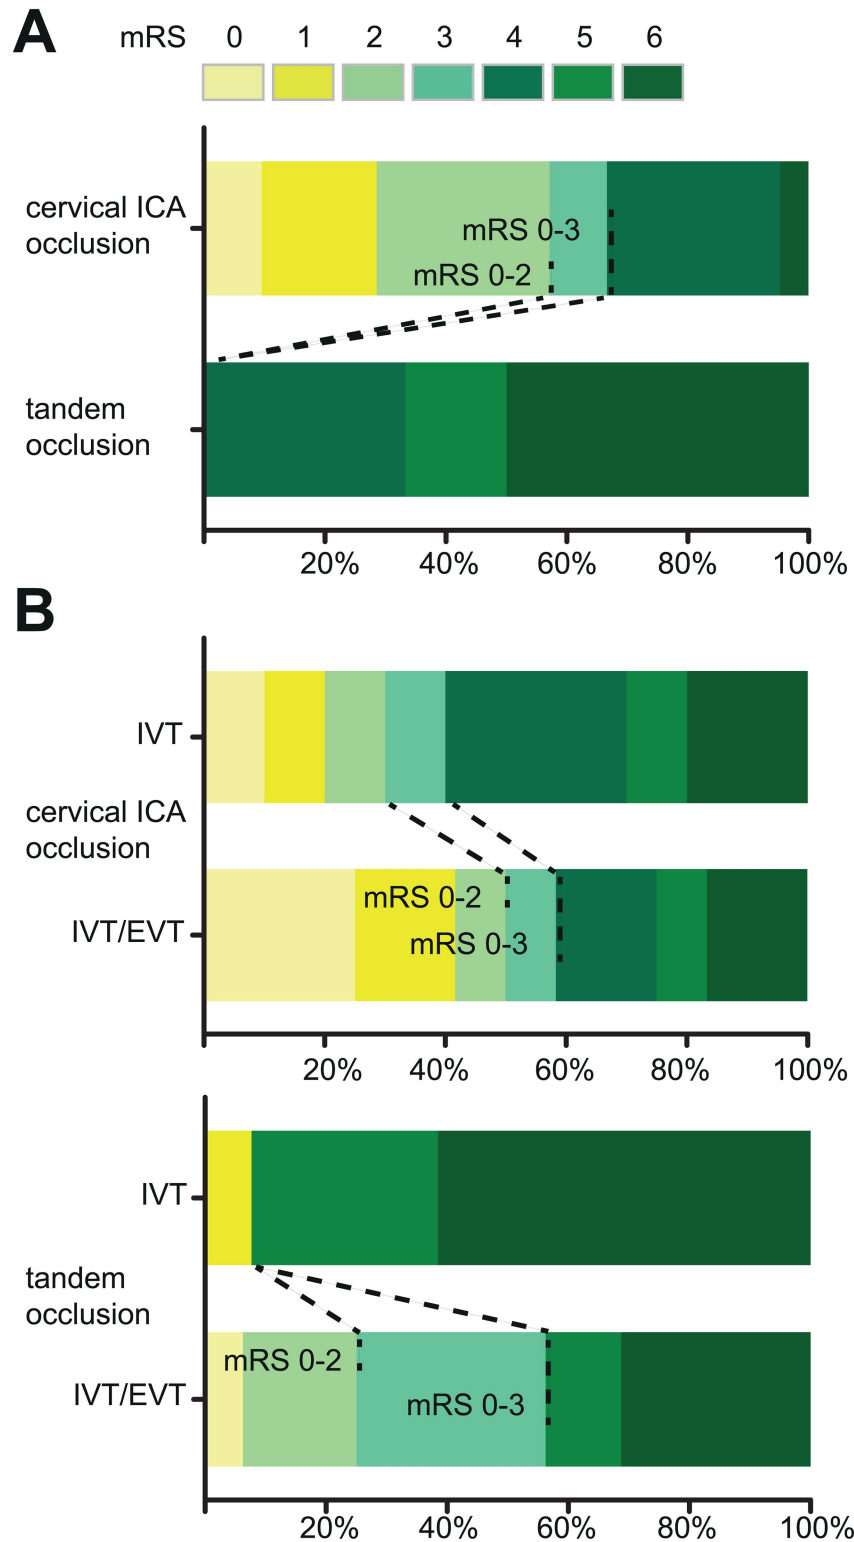 A
mRS 0 1 2 3 4 5 6
cervical ICA
occlusion
mRS 0-3
mRS 0-2
tandem
occlusion
20% 40% 60% 80% 100%
B
IVT
cervical ICA
occlusion
mRS 0-2
IVT/EVT
mRS 0-3
20% 40% 60% 80% 100%
IVT
tandem
occlusion
mRS 0-2
IVT/EVT
mRS 0-3
20% 40% 60% 80% 100%